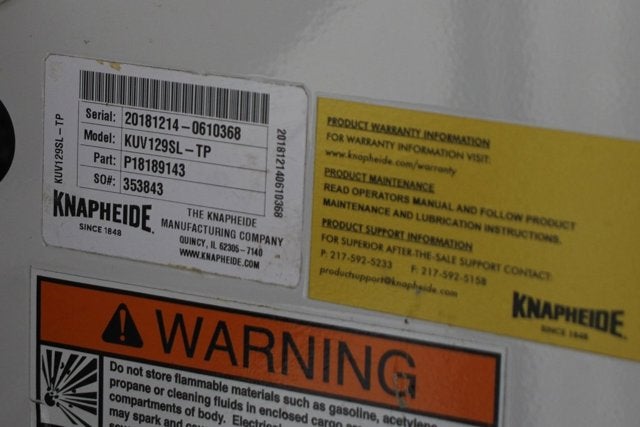 KUV129SL-TP
Serial: 20181214-0610368
Model: KUV129SL-TP
Part: P18189143
SO#: 353843
201812140610368
KNAPHEIDE
SINCE 1848
THE KNAPHEIDE
MANUFACTURING COMPANY
QUINCY, IL 62305-7140
WWW.KNAPHEIDE.COM
PRODUCT WARRANTY INFORMATION
FOR WARRANTY INFORMATION VISIT:
www.knapheide.com/warranty
PRODUCT MAINTENANCE
READ OPERATORS MANUAL AND FOLLOW PRODUCT
MAINTENANCE AND LUBRICATION INSTRUCTIONS.
PRODUCT SUPPORT INFORMATION
FOR SUPERIOR AFTER-THE-SALE SUPPORT CONTACT:
P: 217-592-5233 F: 217-592-5158
productsupport@knapheide.com
KNAPHEIDE
SINCE 1848
WARNING
Do not store flammable materials such as gasoline, acetylene,
propane or cleaning fluids in enclosed cargo
compartments of body.
may spark and